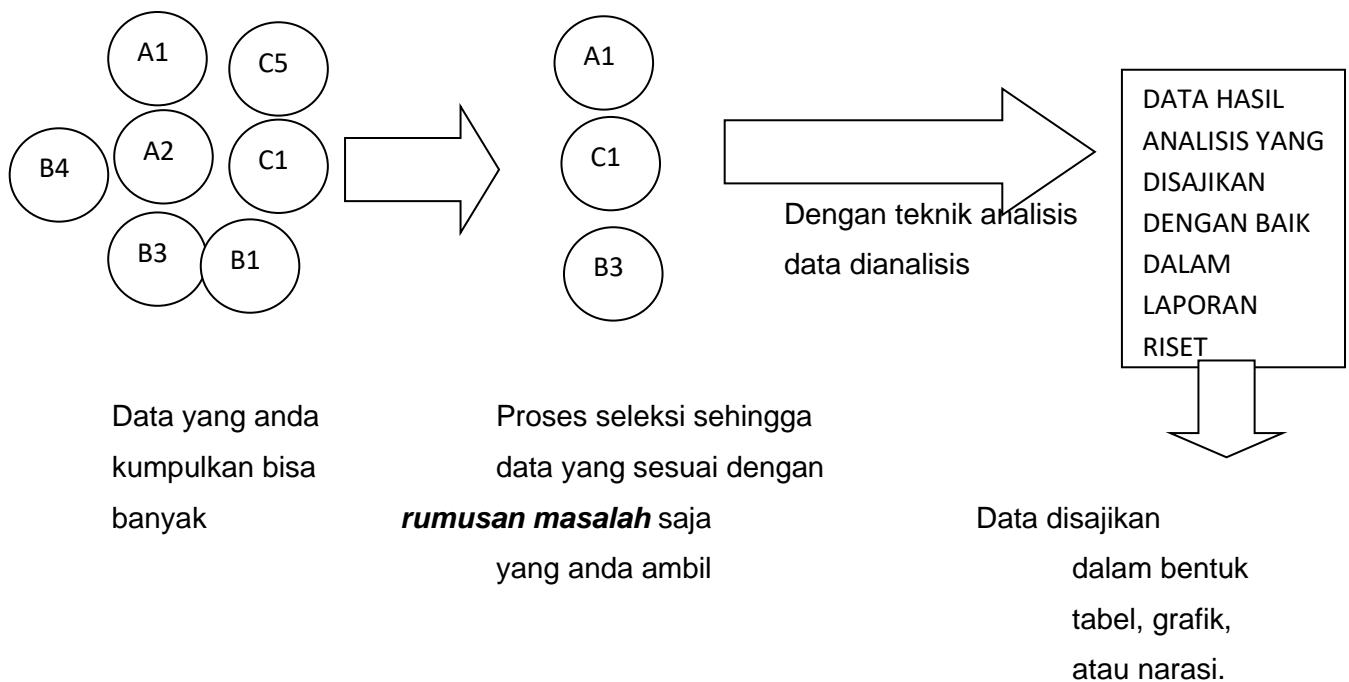 A1
C5
B4
A2
C1
B3
B1
A1
C1
B3
Dengan teknik analisis
data dianalisis
DATA HASIL
ANALISIS YANG
DISAJIKAN
DENGAN BAIK
DALAM
LAPORAN
RISET
Data yang anda
kumpulkan bisa
banyak
Proses seleksi sehingga
data yang sesuai dengan
rumusan masalah saja
yang anda ambil
Data disajikan
dalam bentuk
tabel, grafik,
atau narasi.